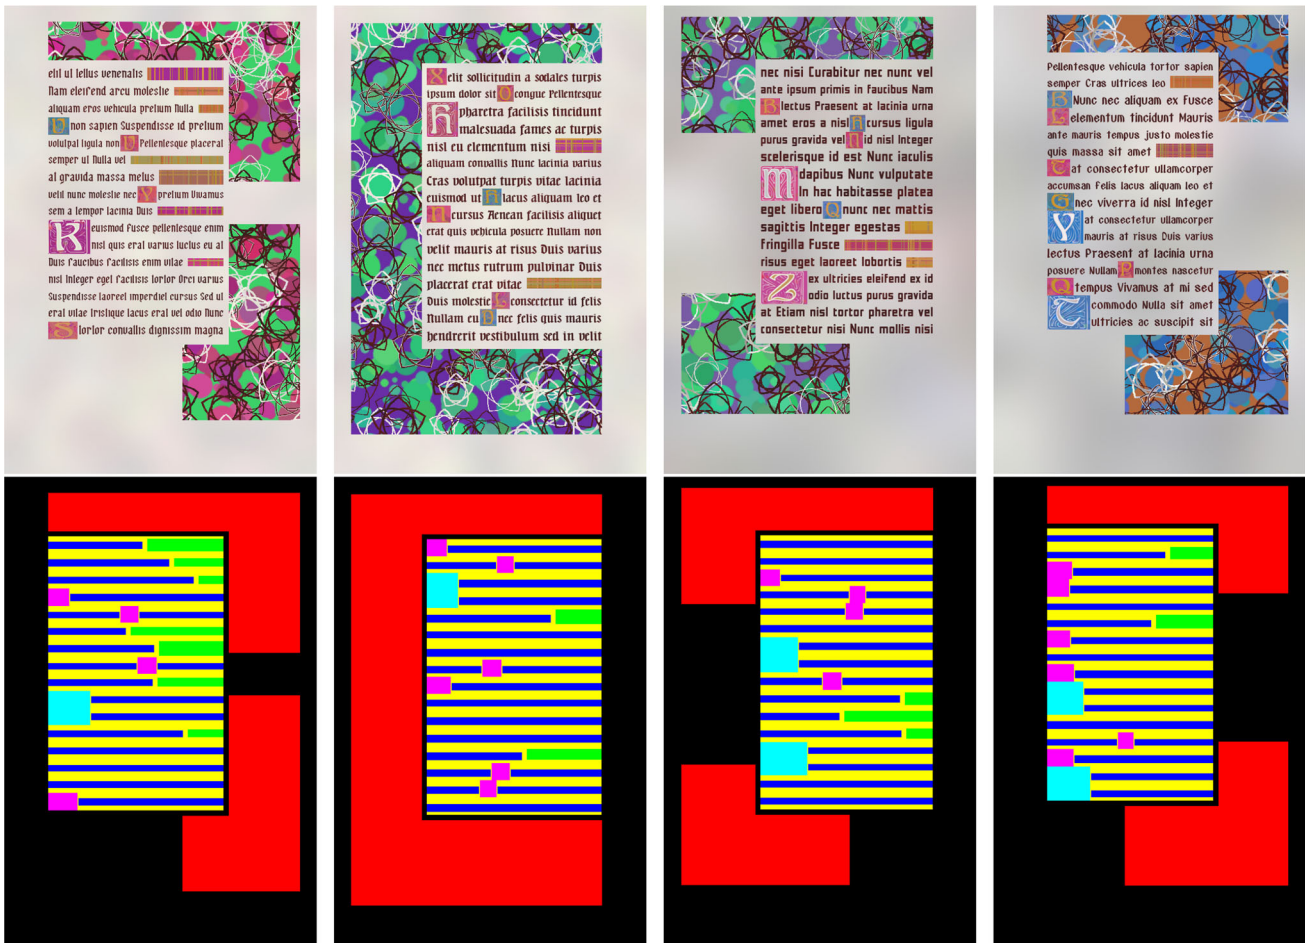 elit ut tellus venenatis
Nam eleifend arcu molestie
aliquam eros vehicula pretium Nulla
non sapien Suspendisse id pretium
volutpat ligula non Pellentesque placerat
semper ut Nulla vel
at gravida massa metus
velit nunc molestie nec V pretium Vivamus
sem a tempor lacinia Duis
K euismod Fusce pellentesque enim
nisl quis erat varius luctus eu at
Duis faucibus facilisis enim vitae
nisl Integer eget facilisis tortor Orci varius
Suspendisse laoreet imperdiet cursus Sed ut
erat vitae tristique lacus erat vel odio Nunc
S tortor convallis dignissim magna
X elit sollicitudin a sodales turpis
ipsum dolor sit O congue Pellentesque
pharetra facilisis tincidunt
malesuada fames ac turpis
nisl eu elementum nisi
aliquam convallis Nunc lacinia varius
Cras volutpat turpis vitae lacinia
euismod ut A lacus aliquam leo et
cursus Aenean facilisis aliquet
erat quis vehicula posuere Nullam non
velit mauris at risus Duis varius
nec metus rutrum pulvinar Duis
placerat erat vitae
Duis molestie L consectetur id felis
Nullam eu nec felis quis mauris
hendrerit vestibulum sed in velit
nec nisi Curabitur nec nunc vel
ante ipsum primis in faucibus Nam
B lectus Praesent at lacinia urna
amet eros a nisl A cursus ligula
purus gravida vel id nisl Integer
scelerisque id est Nunc iaculis
M dapibus Nunc vulputate
In hac habitasse platea
eget libero Q nunc nec mattis
sagittis Integer egestas
fringilla Fusce
risus eget laoreet lobortis
Z ex ultricies eleifend ex id
odio luctus purus gravida
at Etiam nisl tortor pharetra vel
consectetur nisi Nunc mollis nisi
Pellentesque vehicula tortor sapien
semper Cras ultrices leo
Nunc nec aliquam ex Fusce
L elementum tincidunt Mauris
ante mauris tempus justo molestie
quis massa sit amet
T at consectetur ullamcorper
accumsan felis lacus aliquam leo et
G nec viverra id nisl Integer
Y at consectetur ullamcorper
mauris at risus Duis varius
lectus Praesent at lacinia urna
posuere Nullam P montes nascetur
Q tempus Vivamus at mi sed
T commodo Nulla sit amet
ultricies ac suscipit sit